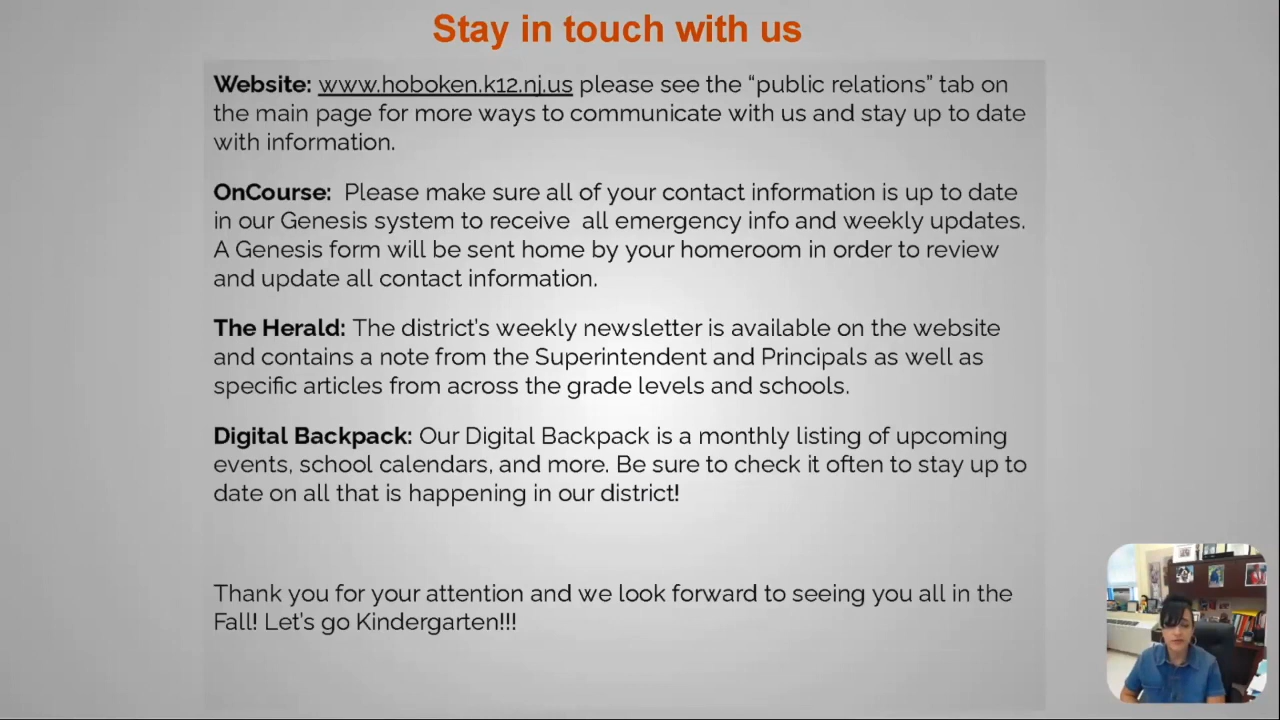 Stay in touch with us
Website: www.hoboken.k12.nj.us please see the “public relations” tab on
the main page for more ways to communicate with us and stay up to date
with information.
OnCourse:  Please make sure all of your contact information is up to date
in our Genesis system to receive  all emergency info and weekly updates.
A Genesis form will be sent home by your homeroom in order to review
and update all contact information.
The Herald: The district's weekly newsletter is available on the website
and contains a note from the Superintendent and Principals as well as
specific articles from across the grade levels and schools.
Digital Backpack: Our Digital Backpack is a monthly listing of upcoming
events, school calendars, and more. Be sure to check it often to stay up to
date on all that is happening in our district!
Thank you for your attention and we look forward to seeing you all in the
Fall! Let's go Kindergarten!!!